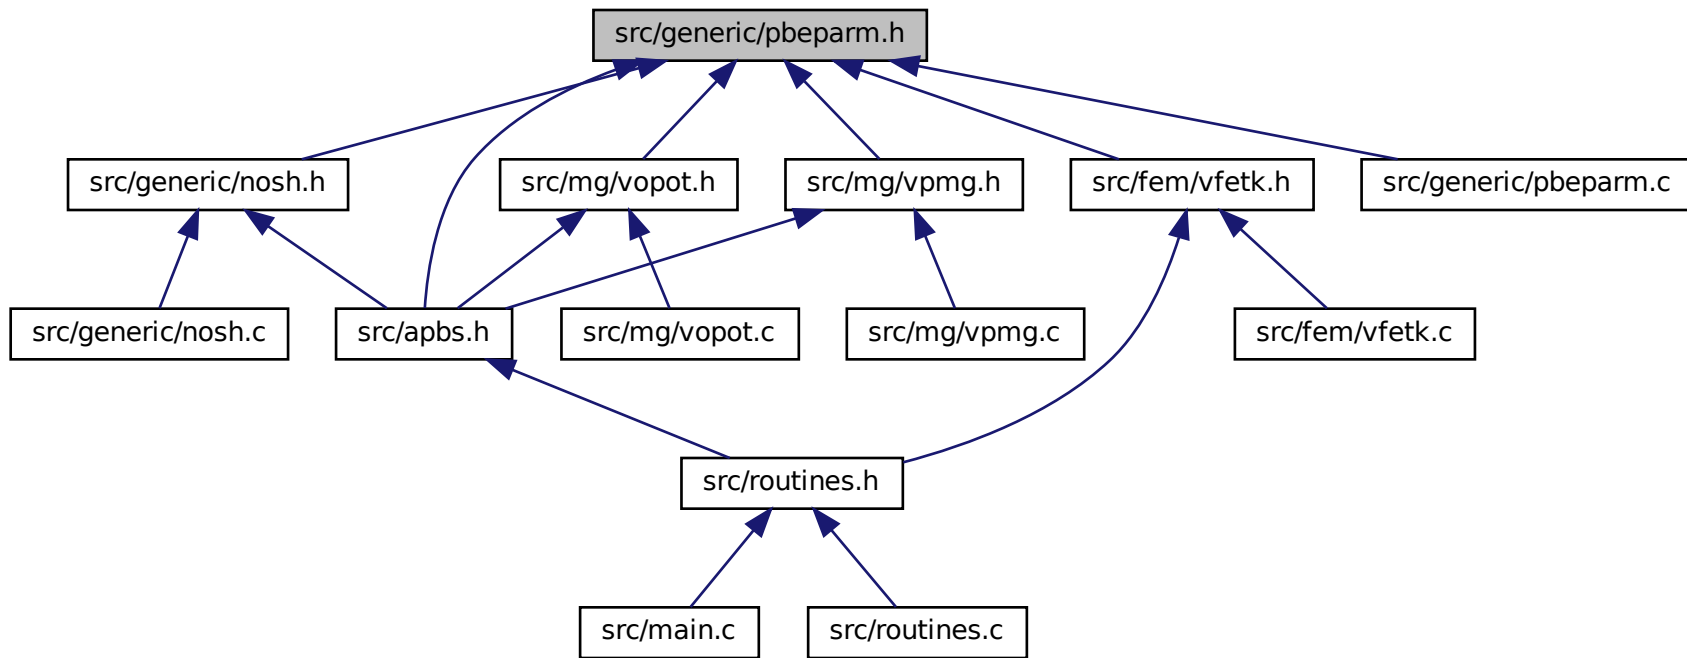 src/generic/pbeparm.h
src/generic/nosh.h
src/mg/vopot.h
src/mg/vpmg.h
src/fem/vfetk.h
src/generic/pbeparm.c
src/generic/nosh.c
src/apbs.h
src/mg/vopot.c
src/mg/vpmg.c
src/fem/vfetk.c
src/routines.h
src/main.c
src/routines.c